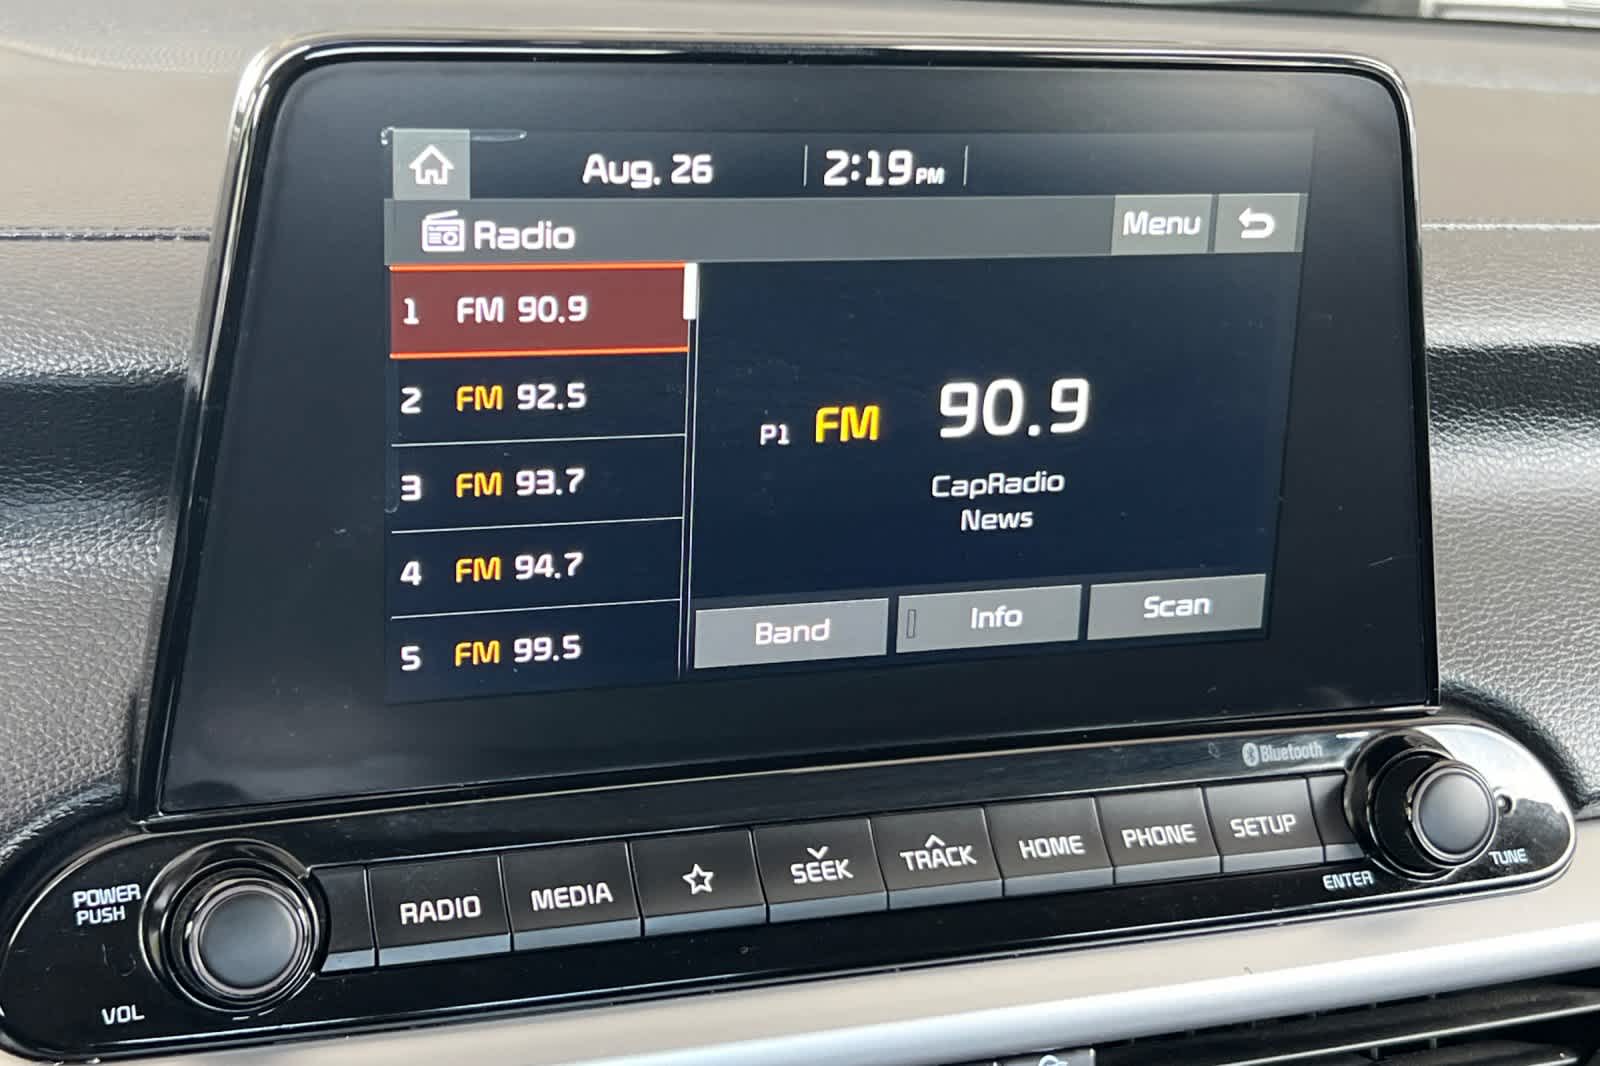 Aug. 26 2:19 PM
Radio Menu
1 FM 90.9
2 FM 92.5
3 FM 93.7
4 FM 94.7
5 FM 99.5
P1 FM 90.9
CapRadio
News
Band Info Scan
Bluetooth
POWER
PUSH
VOL
RADIO MEDIA SEEK TRACK HOME PHONE SETUP
ENTER
TUNE